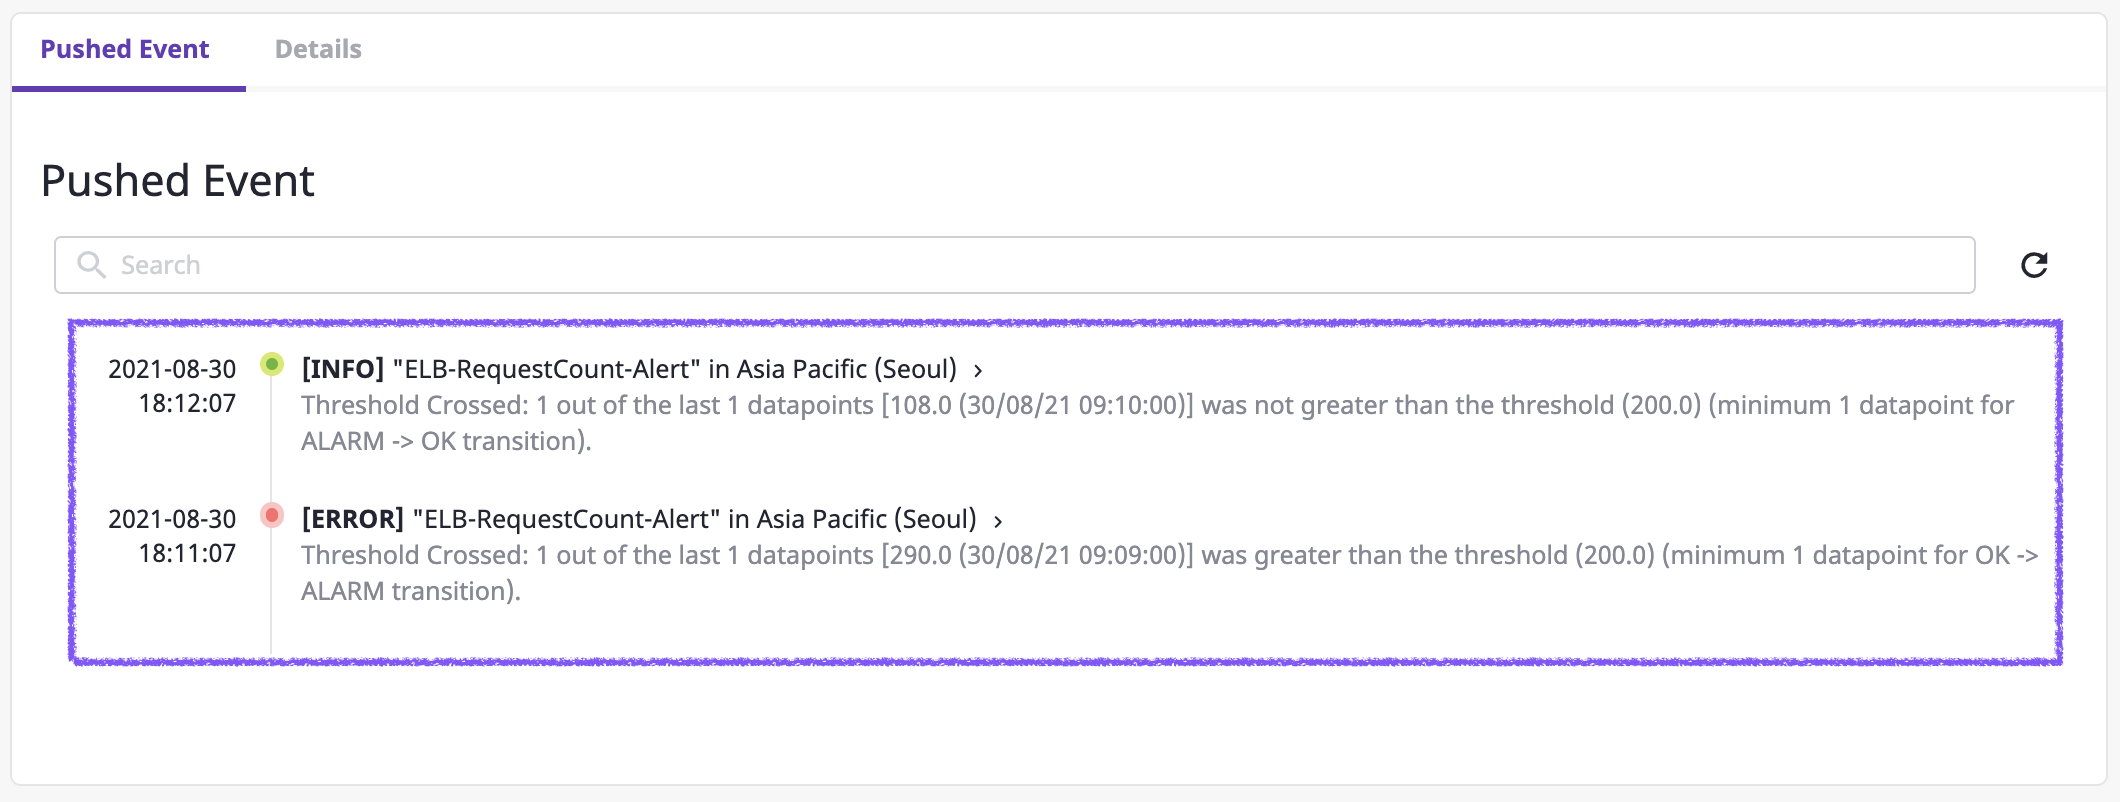 Pushed Event
Details
Pushed Event
Search
2021-08-30
18:12:07
[INFO] "ELB-RequestCount-Alert" in Asia Pacific (Seoul) ›
Threshold Crossed: 1 out of the last 1 datapoints [108.0 (30/08/21 09:10:00)] was not greater than the threshold (200.0) (minimum 1 datapoint for
ALARM -> OK transition).
2021-08-30
18:11:07
[ERROR] "ELB-RequestCount-Alert" in Asia Pacific (Seoul) ›
Threshold Crossed: 1 out of the last 1 datapoints [290.0 (30/08/21 09:09:00)] was greater than the threshold (200.0) (minimum 1 datapoint for OK ->
ALARM transition).